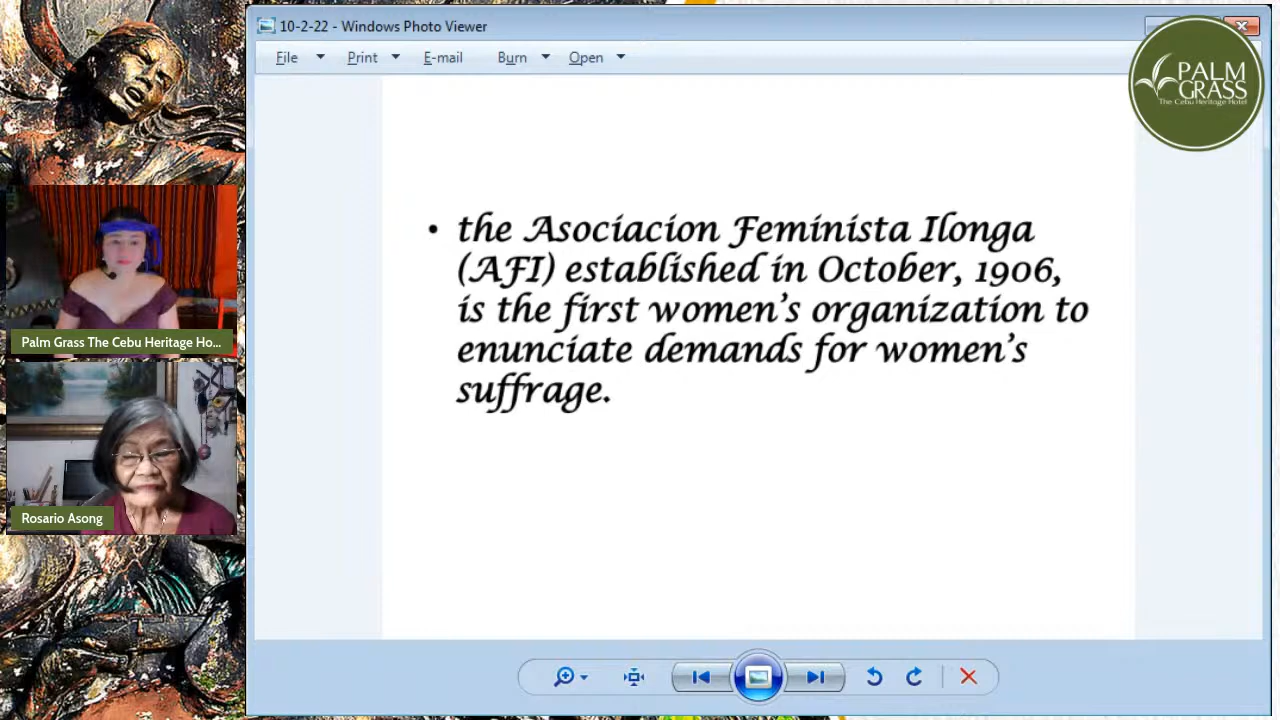 10-2-22 - Windows Photo Viewer
File Print E-mail Burn Open
PALM
GRASS
The Cebu Heritage Hotel
• the Asociacion Feminista Ilonga
(AFI) established in October, 1906,
is the first women's organization to
enunciate demands for women's
suffrage.
Palm Grass The Cebu Heritage Ho...
Rosario Asong